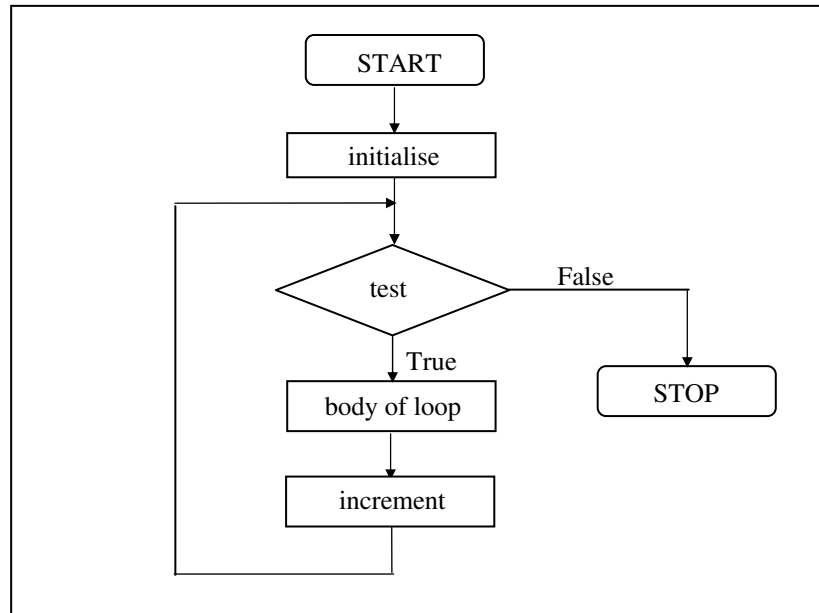 START
initialise
test
False
True
STOP
body of loop
increment